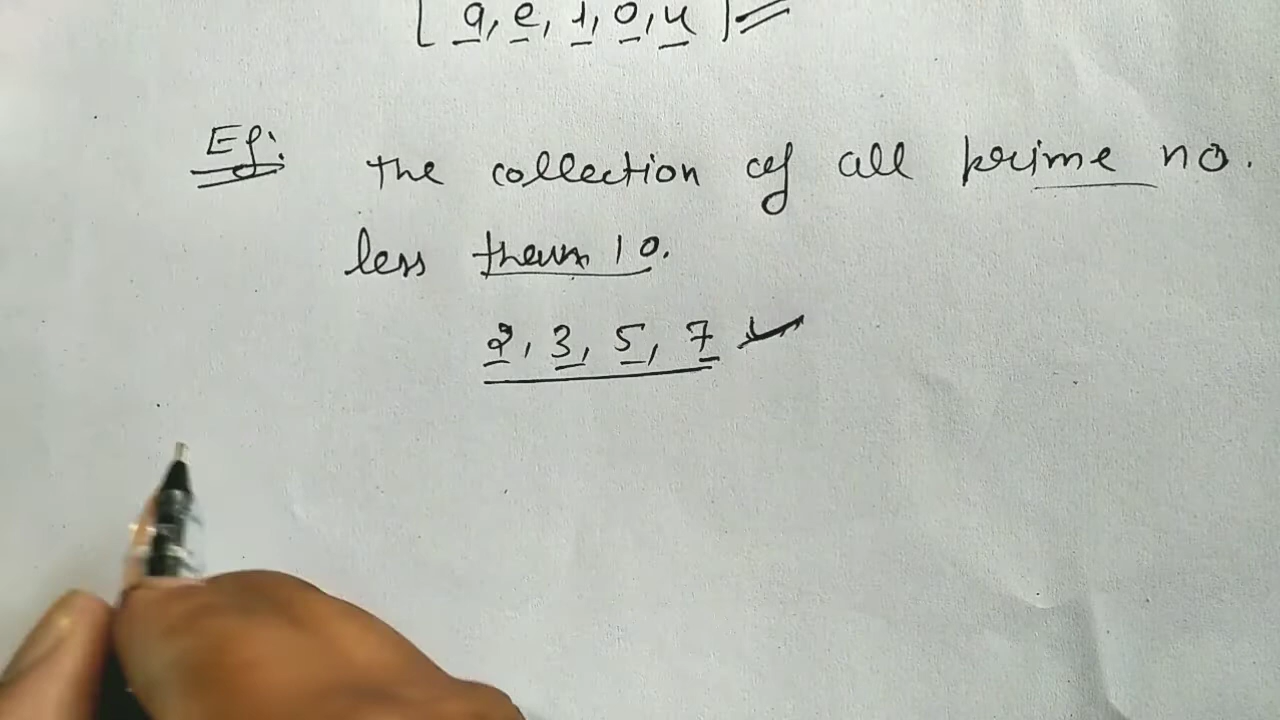 [ a, e, i, o, u ]
Eg: the collection of all prime no.
less than 10.
2, 3, 5, 7